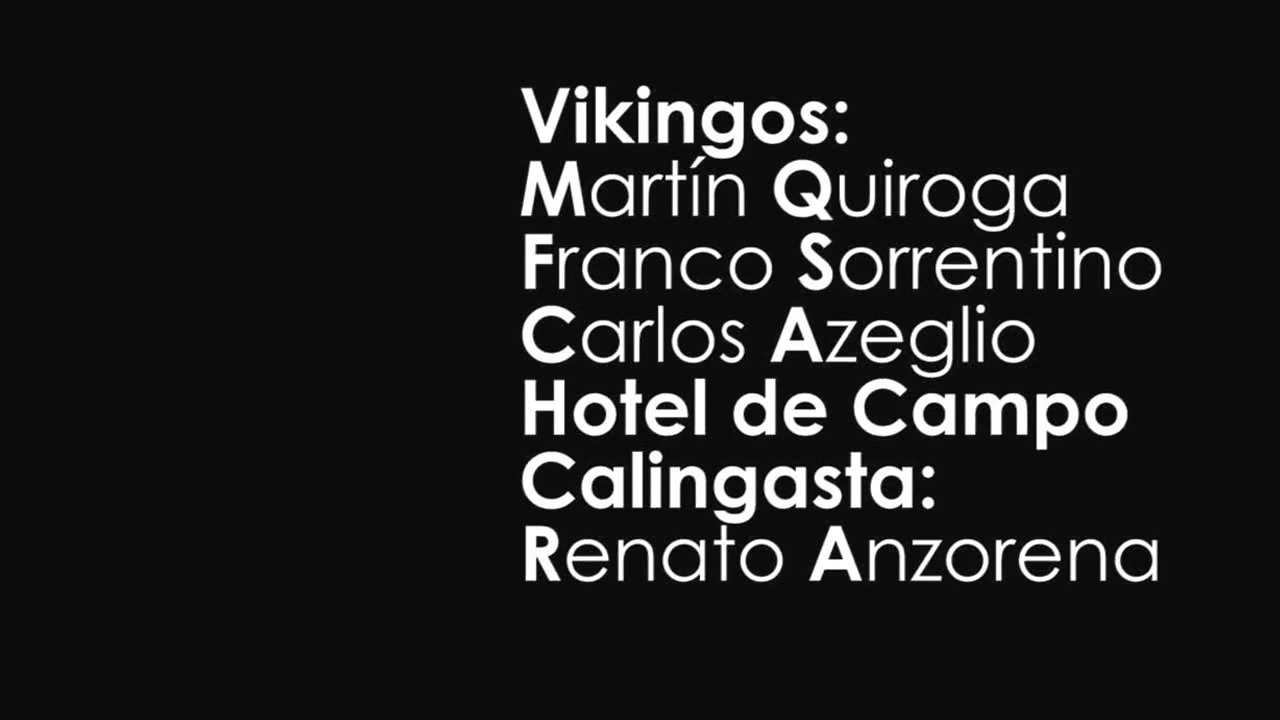 Vikingos:
Martín Quiroga
Franco Sorrentino
Carlos Azeglio
Hotel de Campo
Calingasta:
Renato Anzorena